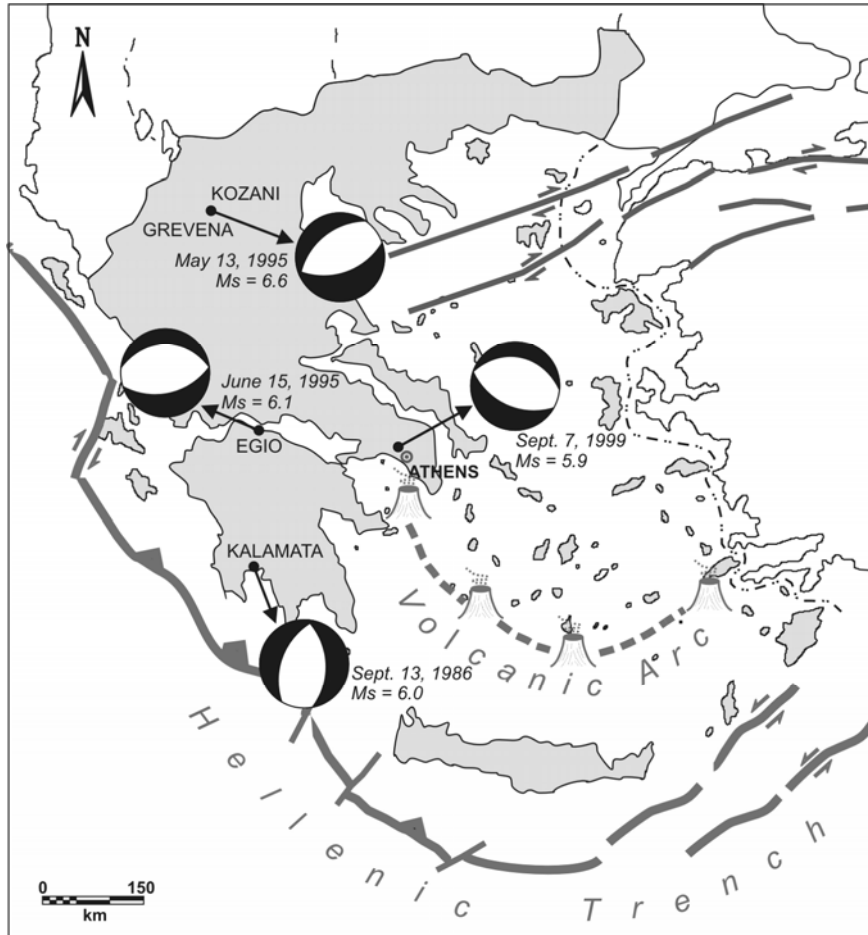 N
KOZANI
GREVENA
May 13, 1995
Ms = 6.6
June 15, 1995
Ms = 6.1
EGIO
Sept. 7, 1999
Ms = 5.9
ATHENS
KALAMATA
Sept. 13, 1986
Ms = 6.0
Volcanic Arc
Hellenic Trench
0 150
km